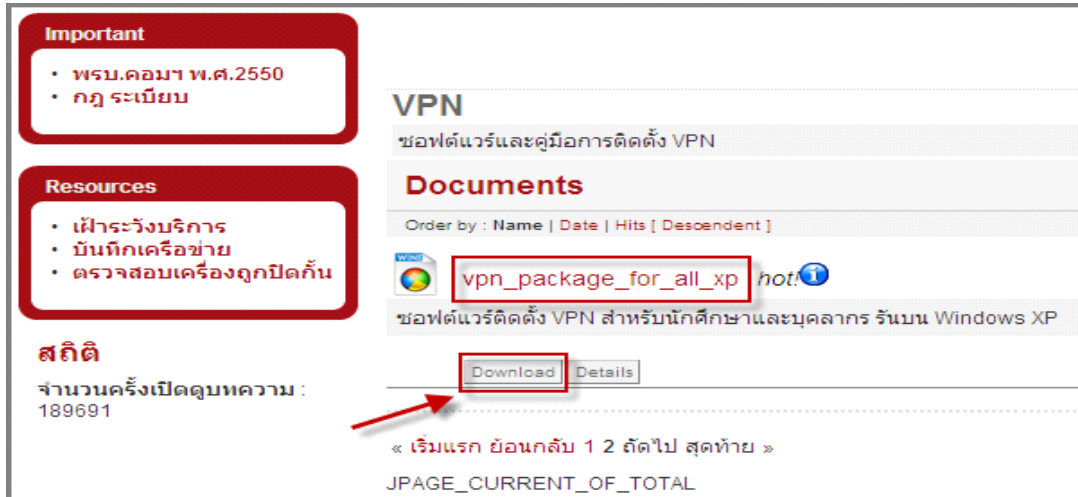 Important
• พรบ.คอมฯ พ.ศ.2550
• กฎ ระเบียบ
Resources
• เฝ้าระวังบริการ
• บันทึกเครือข่าย
• ตรวจสอบเครื่องถูกปิดกั้น
สถิติ
จำนวนครั้งเปิดดูบทความ :
189691
VPN
ซอฟต์แวร์และคู่มือการติดตั้ง VPN
Documents
Order by : Name | Date | Hits [ Descendent ]
WINE
vpn_package_for_all_xp hot!
ซอฟต์แวร์ติดตั้ง VPN สำหรับนักศึกษาและบุคลากร รันบน Windows XP
Download Details
« เริ่มแรก ย้อนกลับ 1 2 ถัดไป สุดท้าย »
JPAGE_CURRENT_OF_TOTAL